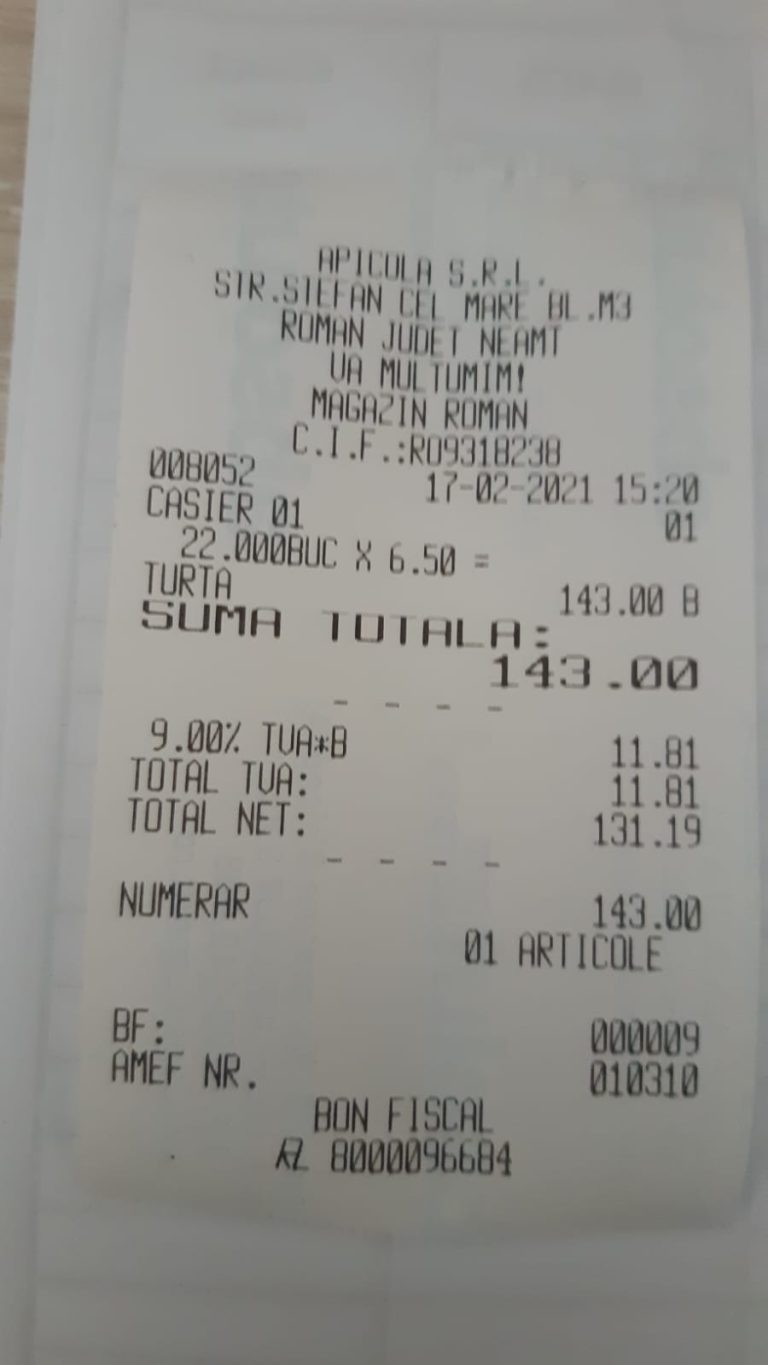 APICOLA S.R.L.
STR.STEFAN CEL MARE BL.M3
ROMAN JUDET NEAMT
VA MULTUMIM!
MAGAZIN ROMAN
C.I.F.:RO9318238
008052 17-02-2021 15:20
CASIER 01 01
22.000BUC X 6.50 =
TURTA 143.00 B
SUMA TOTALA:
143.00
- - - -
9.00% TVA*B 11.81
TOTAL TVA: 11.81
TOTAL NET: 131.19
- - - -
NUMERAR 143.00
01 ARTICOLE
BF: 000009
AMEF NR. 010310
BON FISCAL
8000096684